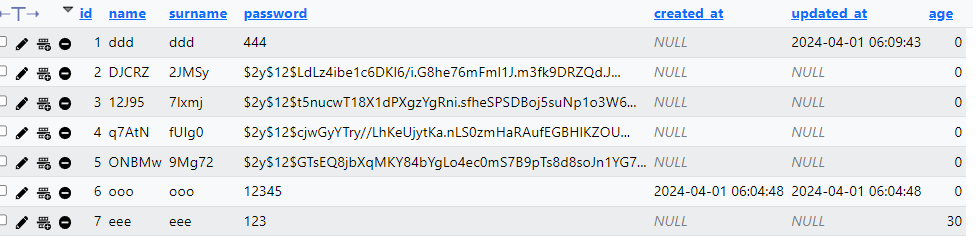 id name surname password created_at updated_at age
1 ddd ddd 444 NULL 2024-04-01 06:09:43 0
2 DJCRZ 2JMSy $2y$12$LdLz4ibe1c6DKI6/i.G8he76mFmI1J.m3fk9DRZQd.J... NULL NULL 0
3 12J95 7lxmj $2y$12$t5nucwT18X1dPXgzYgRni.sfheSPSDBoj5suNp1o3W6... NULL NULL 0
4 q7AtN fUIg0 $2y$12$cjwGyYTry//LhKeUjytKa.nLS0zmHaRAufEGBHIKZOU... NULL NULL 0
5 ONBMw 9Mg72 $2y$12$GTsEQ8jbXqMKY84bYgLo4ec0mS7B9pTs8d8soJn1YG7... NULL NULL 0
6 ooo ooo 12345 2024-04-01 06:04:48 2024-04-01 06:04:48 0
7 eee eee 123 NULL NULL 30